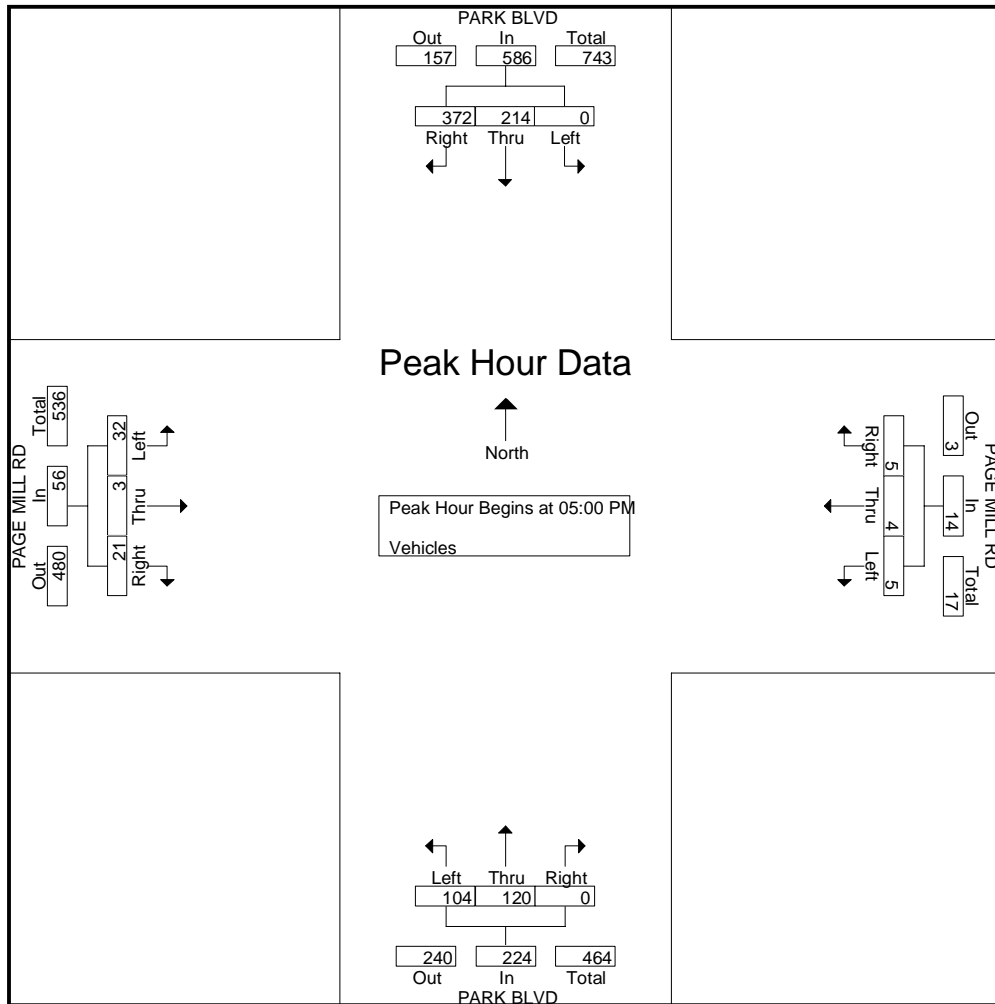 PARK BLVD
Out In Total
157 586 743
372 214 0
Right Thru Left
Peak Hour Data
North
Peak Hour Begins at 05:00 PM
Vehicles
PAGE MILL RD
Out In Total
480 56 536
Left Thru Right
32 3 21
PAGE MILL RD
Out In Total
3 14 17
Right Thru Left
5 4 5
Left Thru Right
104 120 0
240 224 464
Out In Total
PARK BLVD